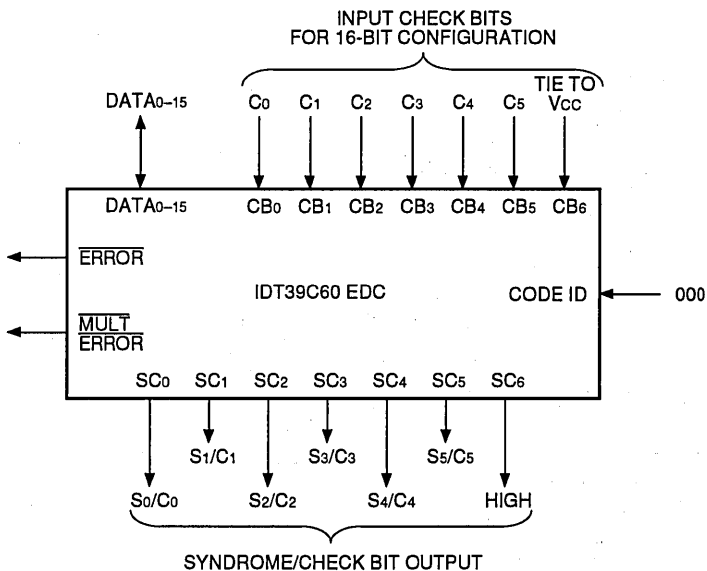 INPUT CHECK BITS
FOR 16-BIT CONFIGURATION
DATA0–15 C0 C1 C2 C3 C4 C5 TIE TO
VCC
DATA0–15 CB0 CB1 CB2 CB3 CB4 CB5 CB6
ERROR
IDT39C60 EDC CODE ID 000
MULT
ERROR
SC0 SC1 SC2 SC3 SC4 SC5 SC6
S1/C1 S3/C3 S5/C5
S0/C0 S2/C2 S4/C4 HIGH
SYNDROME/CHECK BIT OUTPUT